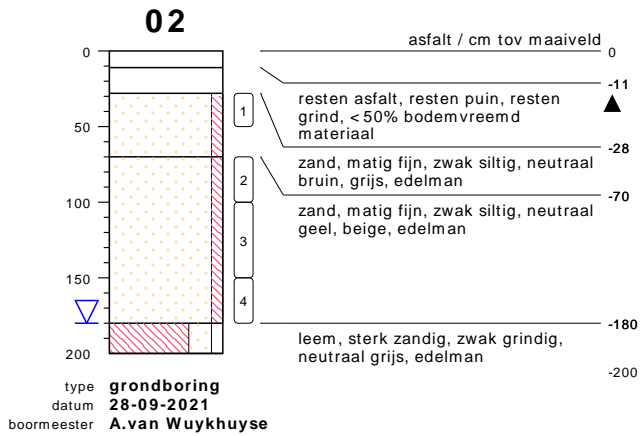 02
asfalt / cm tov maaiveld
0
0
-11
resten asfalt, resten puin, resten
grind, <50% bodemvreemd
materiaal
1
50
-28
zand, matig fijn, zwak siltig, neutraal
bruin, grijs, edelman
2
-70
100
zand, matig fijn, zwak siltig, neutraal
geel, beige, edelman
3
150
4
-180
leem, sterk zandig, zwak grindig,
neutraal grijs, edelman
200
-200
type grondboring
datum 28-09-2021
boormeester A.van Wuykhuyse